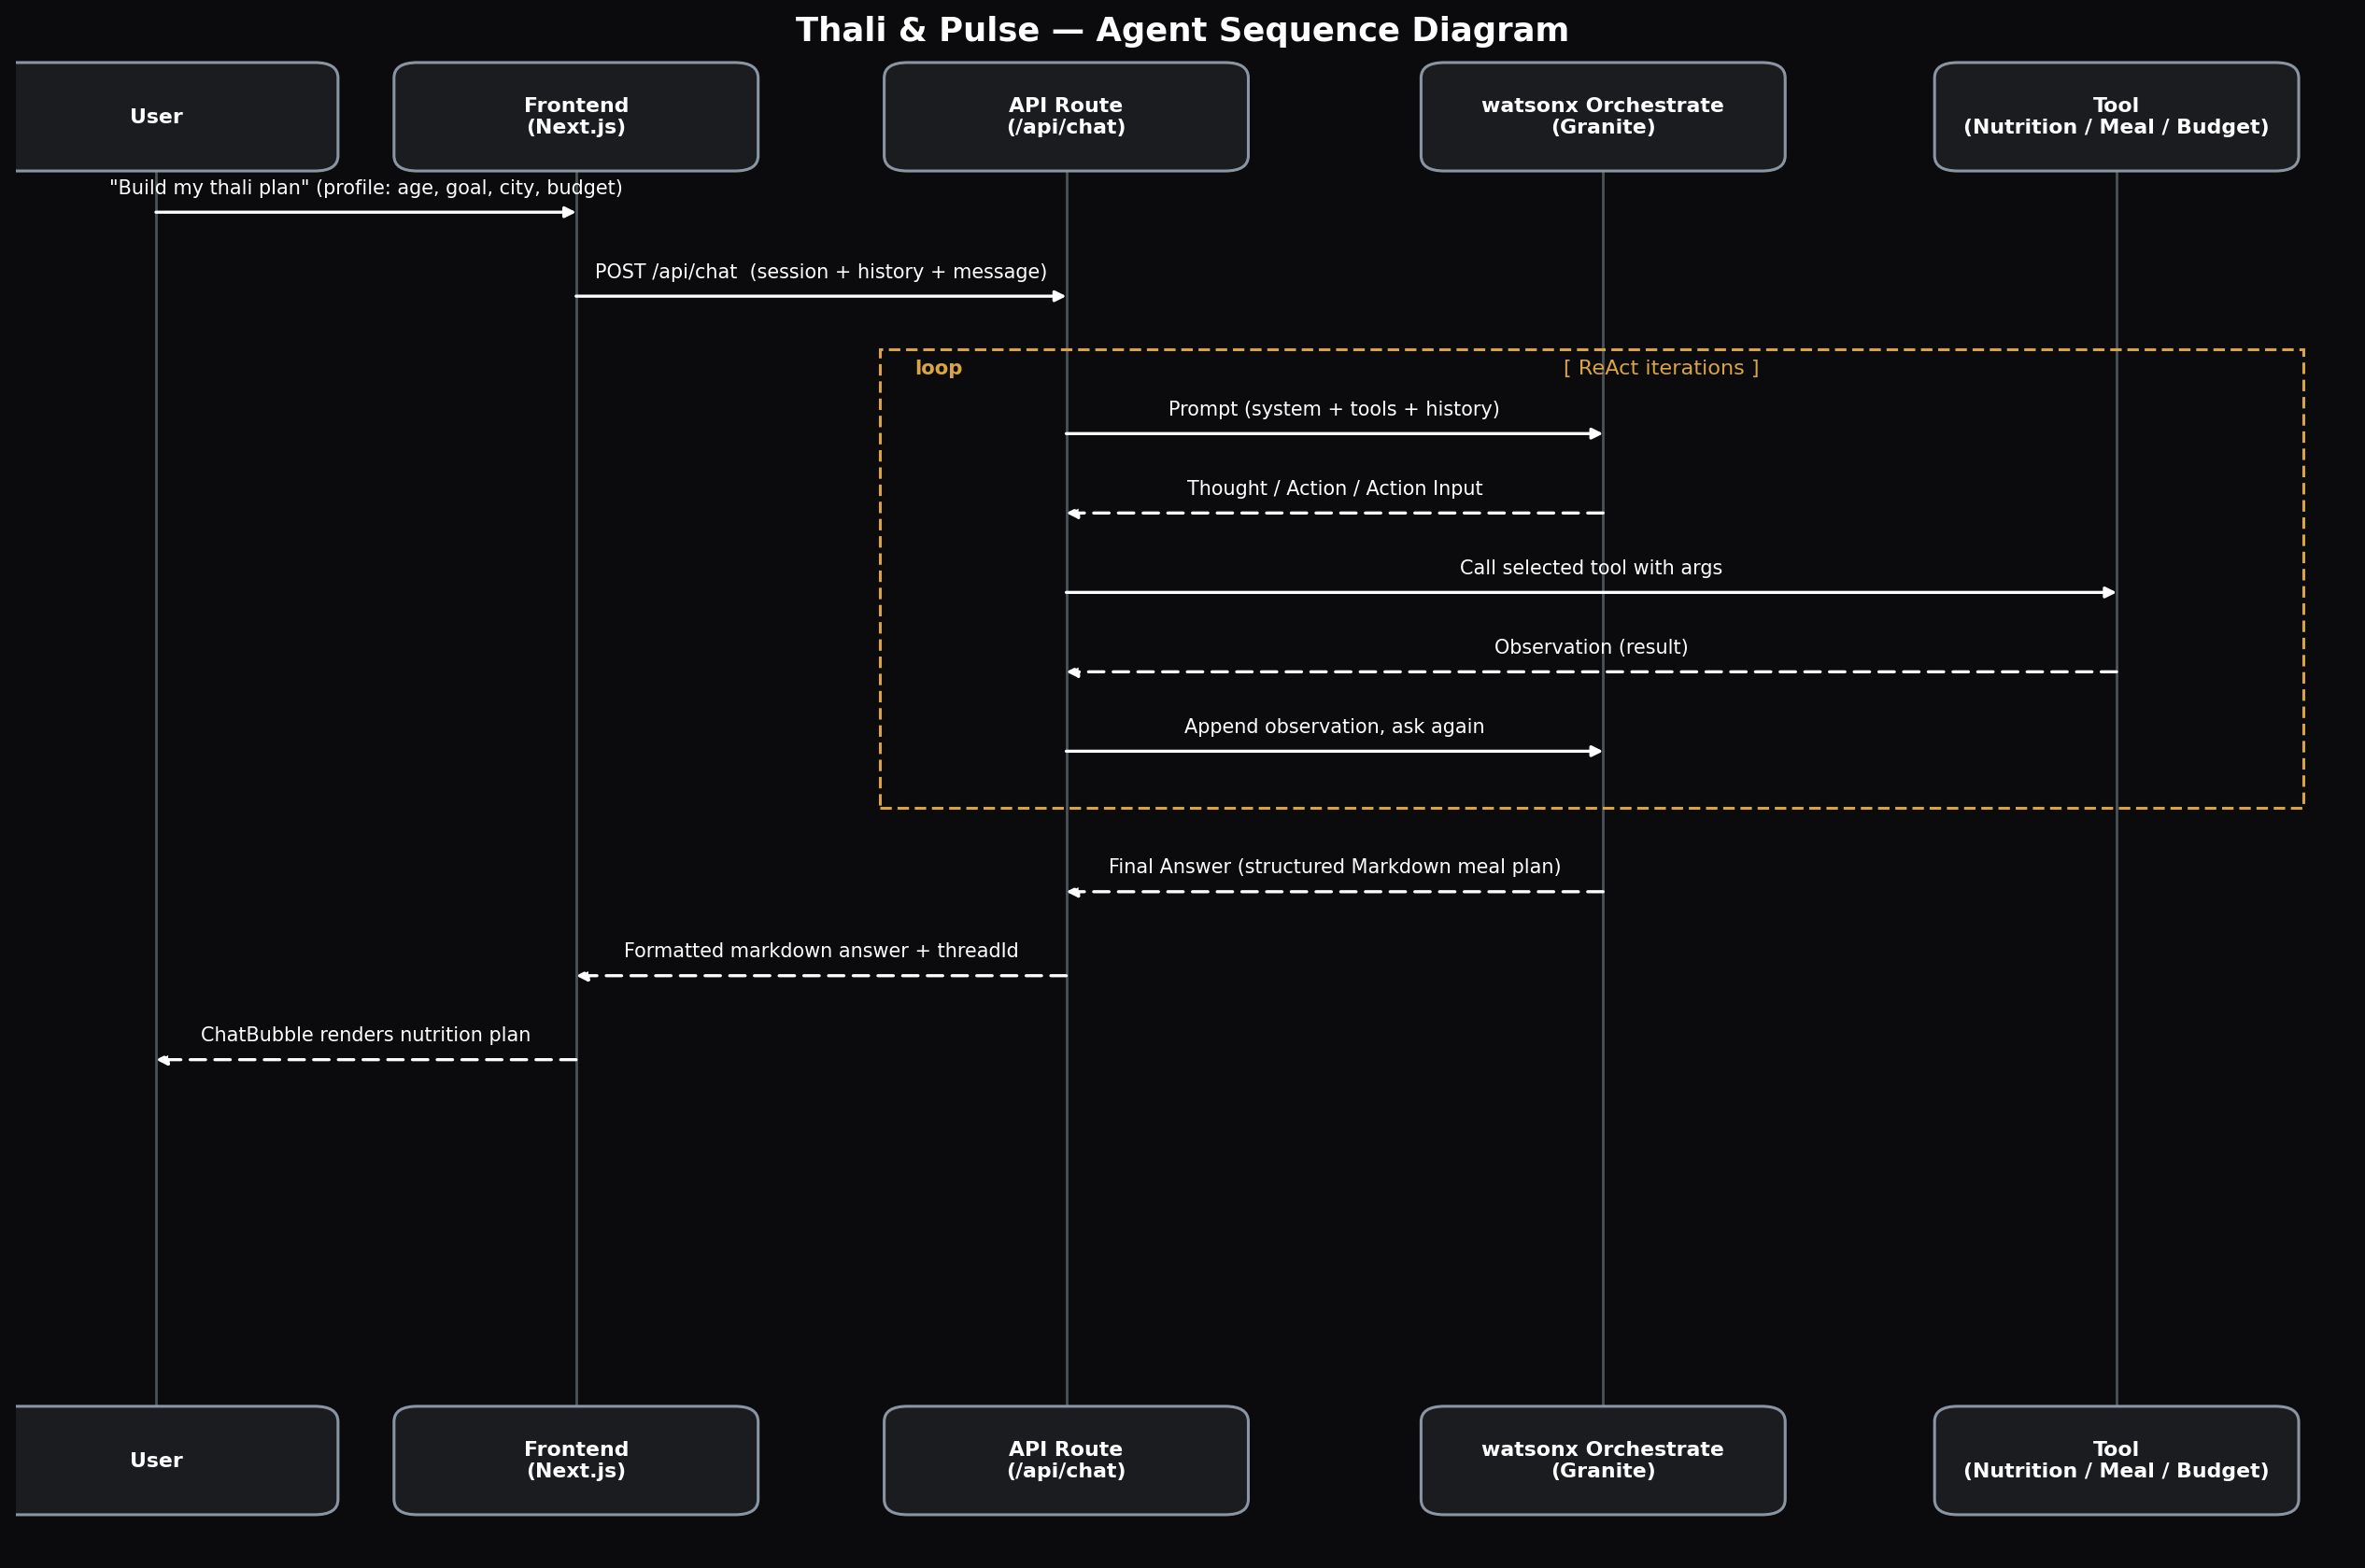 Thali & Pulse — Agent Sequence Diagram
User
Frontend
(Next.js)
API Route
(/api/chat)
watsonx Orchestrate
(Granite)
Tool
(Nutrition / Meal / Budget)
"Build my thali plan" (profile: age, goal, city, budget)
POST /api/chat  (session + history + message)
loop
[ ReAct iterations ]
Prompt (system + tools + history)
Thought / Action / Action Input
Call selected tool with args
Observation (result)
Append observation, ask again
Final Answer (structured Markdown meal plan)
Formatted markdown answer + threadId
ChatBubble renders nutrition plan
User
Frontend
(Next.js)
API Route
(/api/chat)
watsonx Orchestrate
(Granite)
Tool
(Nutrition / Meal / Budget)